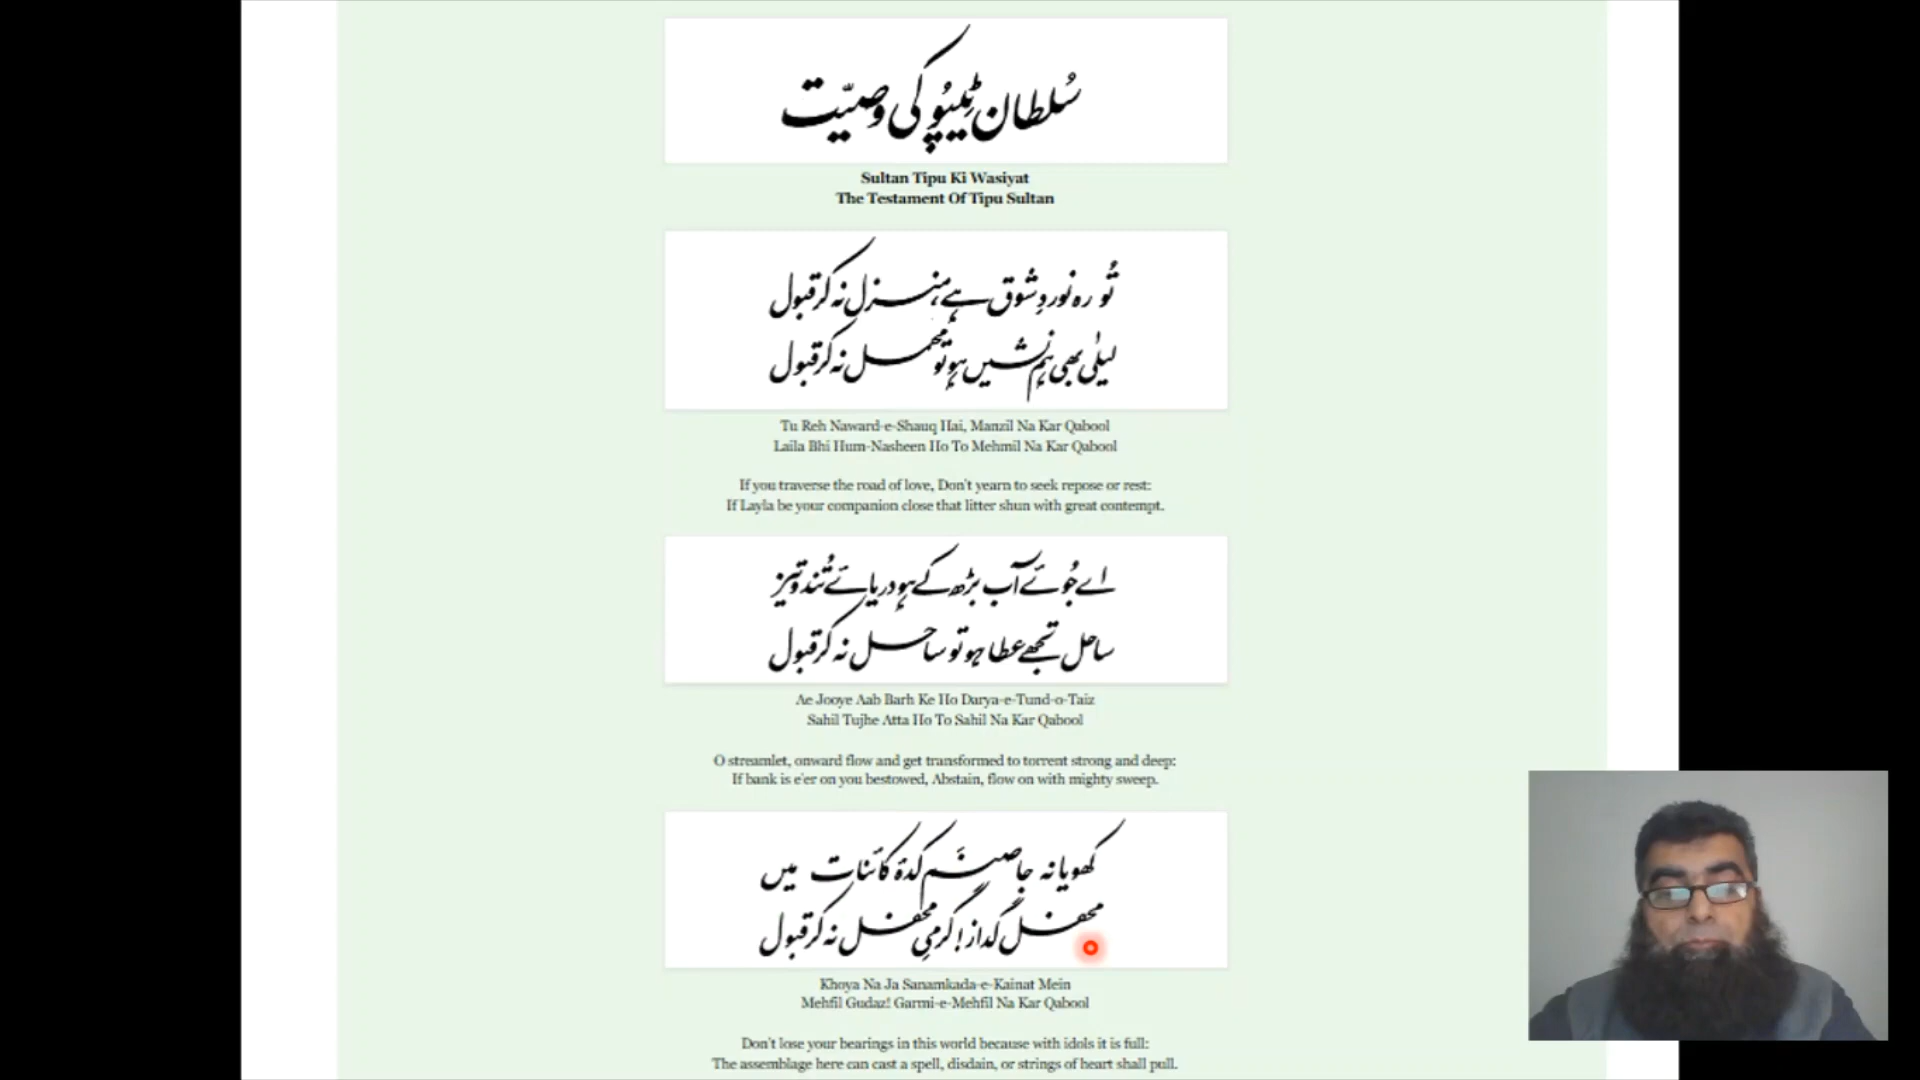 سُلطان ٹِیپُو کی وصیّت
Sultan Tipu Ki Wasiyat
The Testament Of Tipu Sultan
تُو رہ نوردِ شوق ہے، منزل نہ کر قبول
لیلیٰ بھی ہم نشیں ہو تو محمل نہ کر قبول
Tu Reh Naward-e-Shauq Hai, Manzil Na Kar Qabool
Laila Bhi Hum-Nasheen Ho To Mehmil Na Kar Qabool
If you traverse the road of love, Don't yearn to seek repose or rest:
If Layla be your companion close that litter shun with great contempt.
اے جُوئے آب بڑھ کے ہو دریائے تُند و تیز
ساحل تجھے عطا ہو تو ساحل نہ کر قبول
Ae Jooye Aab Barh Ke Ho Darya-e-Tund-o-Taiz
Sahil Tujhe Atta Ho To Sahil Na Kar Qabool
O streamlet, onward flow and get transformed to torrent strong and deep:
If bank is e'er on you bestowed, Abstain, flow on with mighty sweep.
کھویا نہ جا صنَم کدۂ کائنات میں
محفل گداز! گرمیِ محفل نہ کر قبول
Khoya Na Ja Sanamkada-e-Kainat Mein
Mehfil Gudaz! Garmi-e-Mehfil Na Kar Qabool
Don't lose your bearings in this world because with idols it is full:
The assemblage here can cast a spell, disdain, or strings of heart shall pull.